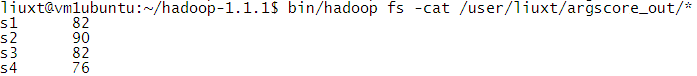 liuxt@vm1ubuntu:~/hadoop-1.1.1$ bin/hadoop fs -cat /user/liuxt/argscore_out/*
s1 82
s2 90
s3 82
s4 76